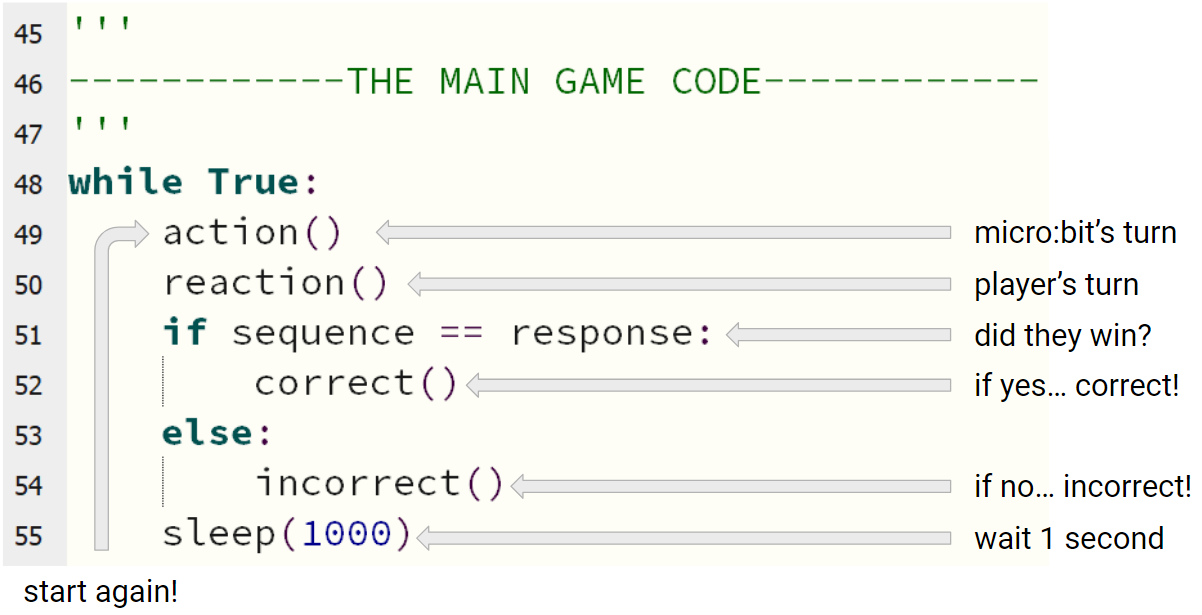 45 '''
46 ------------THE MAIN GAME CODE------------
47 '''
48 while True:
49 action() micro:bit’s turn
50 reaction() player’s turn
51 if sequence == response: did they win?
52 correct() if yes... correct!
53 else:
54 incorrect() if no... incorrect!
55 sleep(1000) wait 1 second
start again!